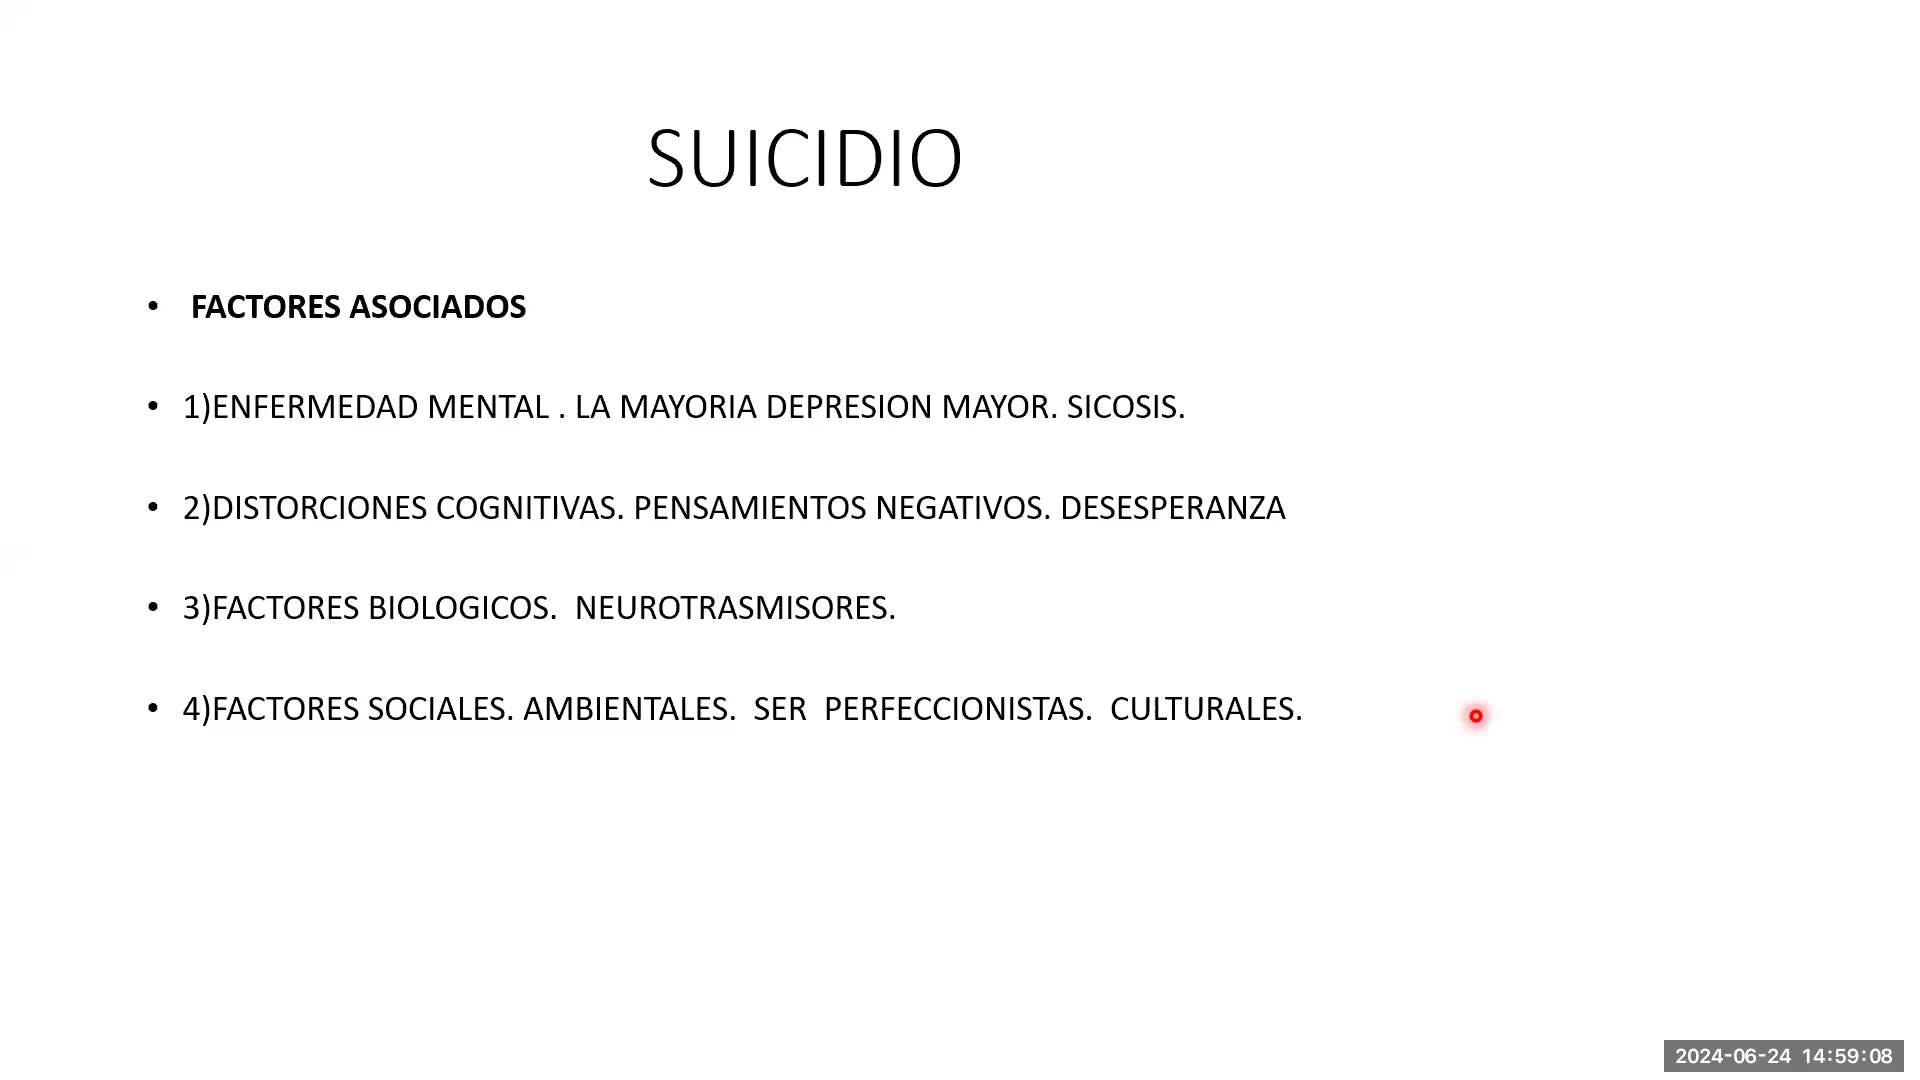 SUICIDIO
• FACTORES ASOCIADOS
• 1)ENFERMEDAD MENTAL . LA MAYORIA DEPRESION MAYOR. SICOSIS.
• 2)DISTORCIONES COGNITIVAS. PENSAMIENTOS NEGATIVOS. DESESPERANZA
• 3)FACTORES BIOLOGICOS.  NEUROTRASMISORES.
• 4)FACTORES SOCIALES. AMBIENTALES.  SER  PERFECCIONISTAS.  CULTURALES.
2024-06-24 14:59:08